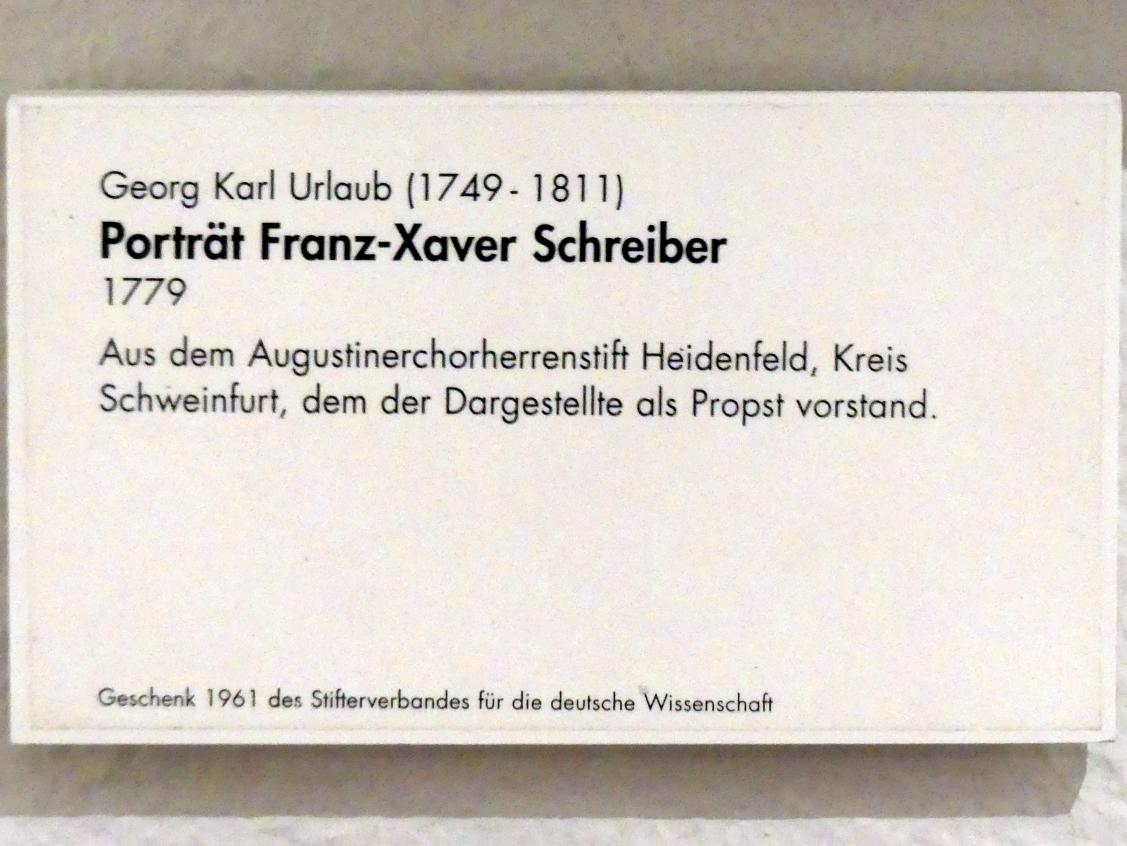 Georg Karl Urlaub (1749 - 1811)
Porträt Franz-Xaver Schreiber
1779
Aus dem Augustinerchorherrenstift Heidenfeld, Kreis
Schweinfurt, dem der Dargestellte als Propst vorstand.
Geschenk 1961 des Stifterverbandes für die deutsche Wissenschaft